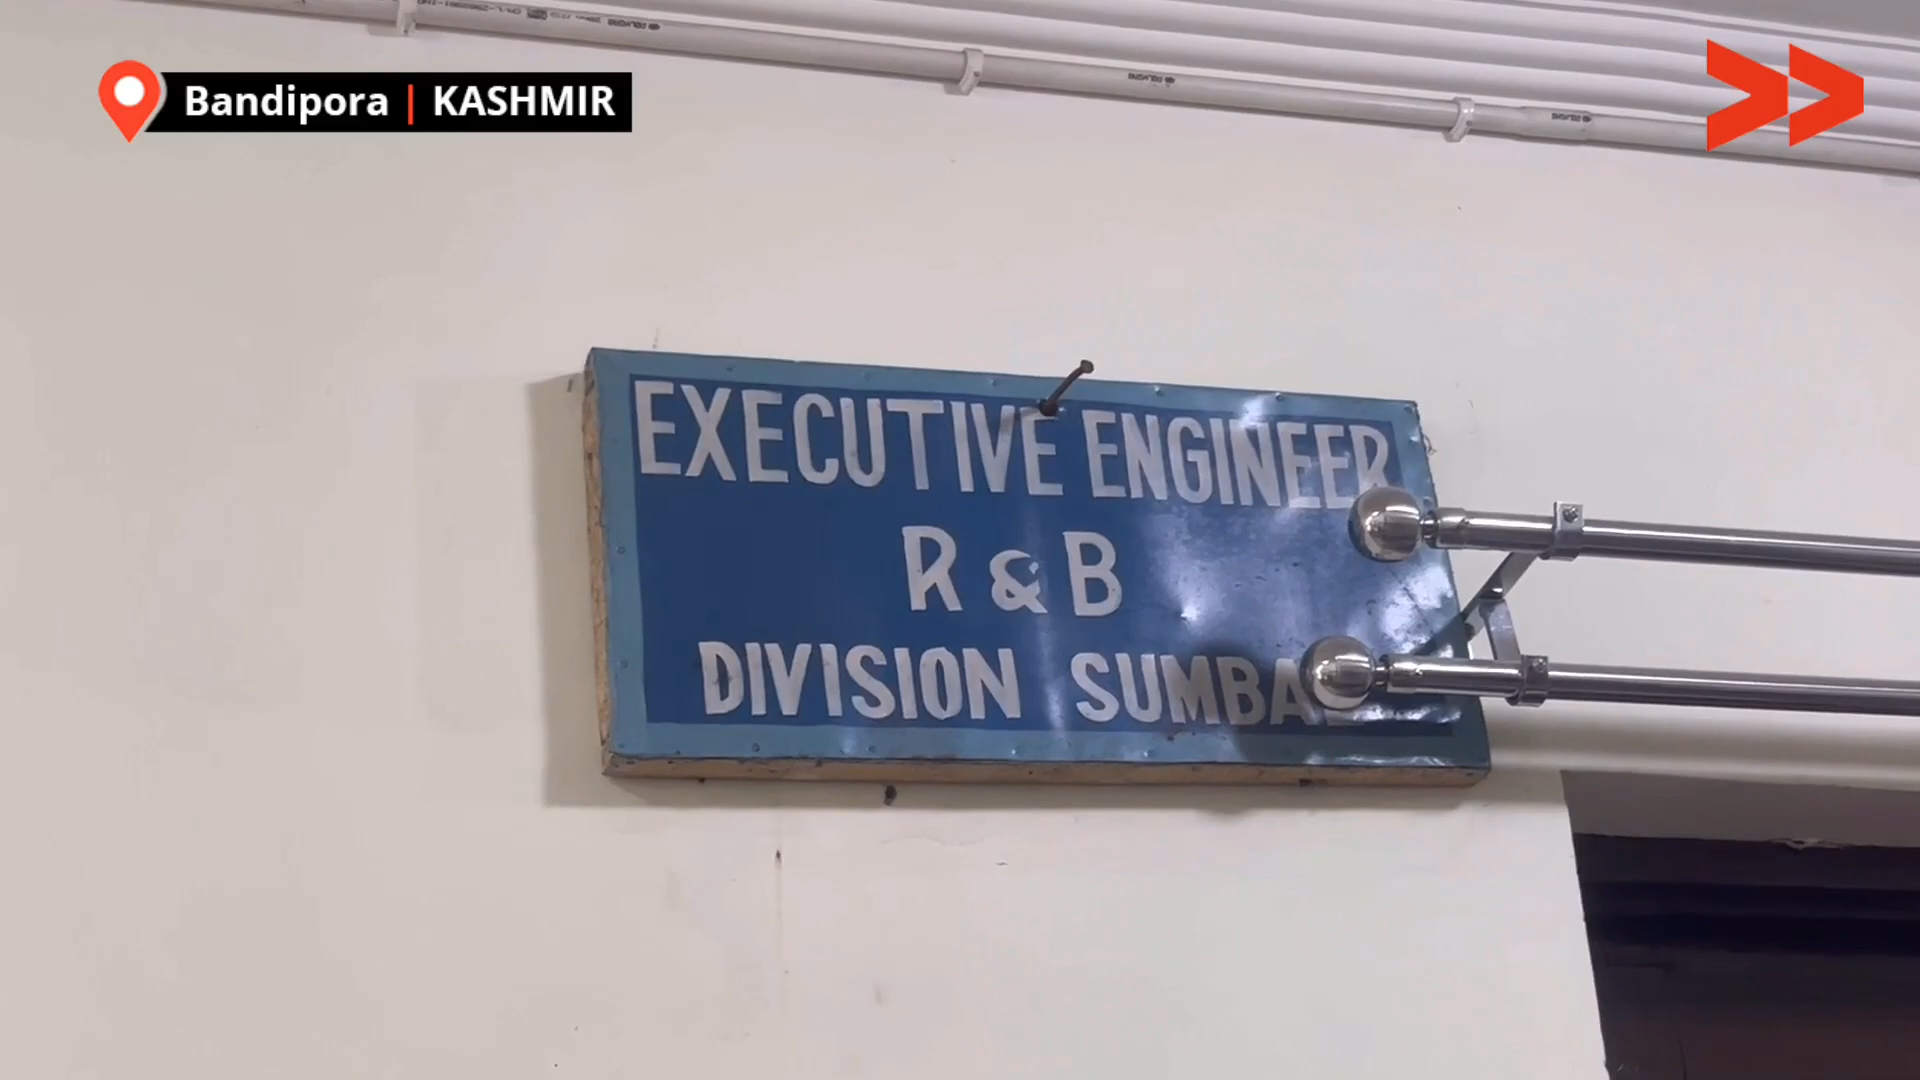 Bandipora | KASHMIR
EXECUTIVE ENGINEER
R & B
DIVISION SUMBA